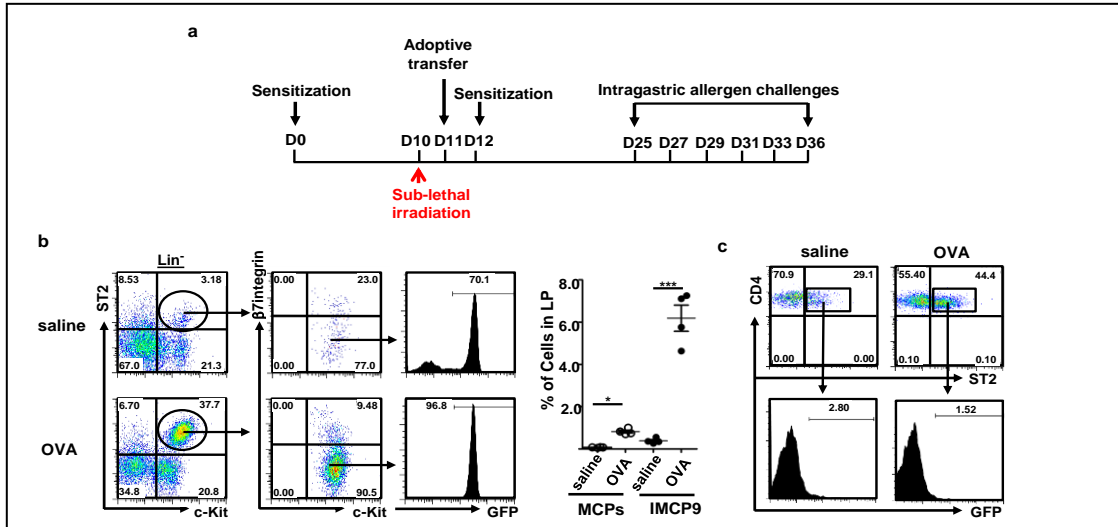 a
Adoptive
transfer
Sensitization
Sensitization
Intragastric allergen challenges
D0
D10
D11
D12
D25
D27
D29
D31
D33
D36
Sub-lethal
irradiation
b
Lin-
ST2
saline
8.53
3.18
67.0
21.3
β7integrin
0.00
23.0
0.00
77.0
70.1
OVA
6.70
37.7
34.8
20.8
c-Kit
0.00
9.48
0.00
90.5
c-Kit
96.8
GFP
% of Cells in LP
8.0
6.0
4.0
2.0
*
***
saline
OVA
saline
OVA
MCPs
IMCP9
c
saline
OVA
CD4
70.9
29.1
0.00
0.00
55.40
44.4
0.10
0.10
ST2
2.80
1.52
GFP